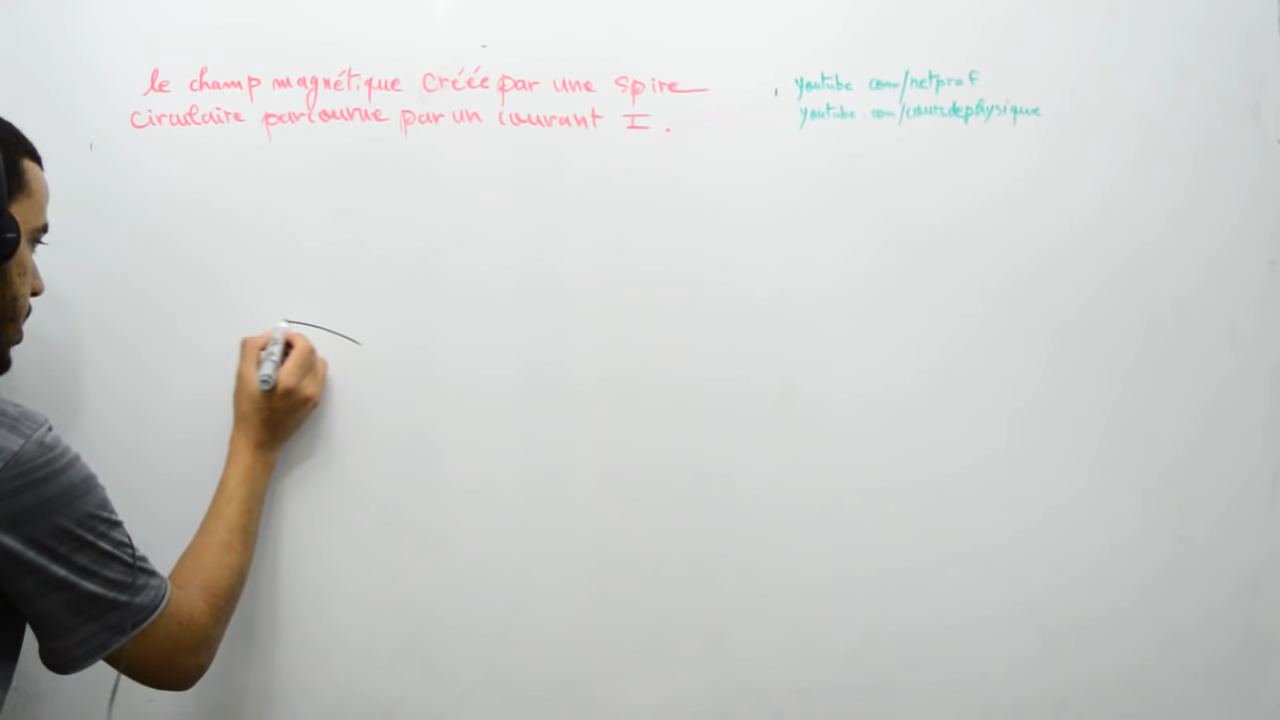 le champ magnétique créée par une spire
circulaire parcourue par un courant I.
youtube com/netprof
youtube.com/coursdephysique